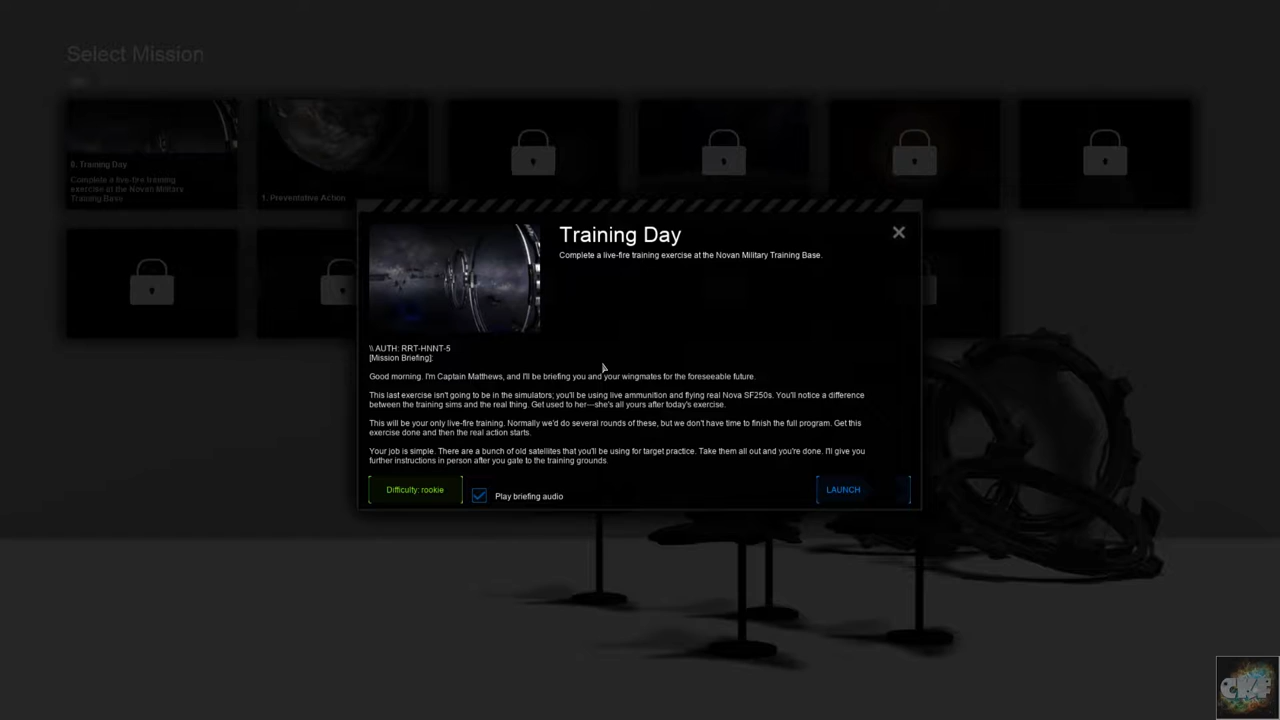 Select Mission
0. Training Day
Complete a live-fire training
exercise at the Novan Military
Training Base
1. Preventative Action
Training Day
Complete a live-fire training exercise at the Novan Military Training Base.
\\ AUTH: RRT-HNNT-5
[Mission Briefing]:
Good morning. I'm Captain Matthews, and I'll be briefing you and your wingmates for the foreseeable future.
This last exercise isn't going to be in the simulators; you'll be using live ammunition and flying real Nova SF250s. You'll notice a difference
between the training sims and the real thing. Get used to her—she's all yours after today's exercise.
This will be your only live-fire training. Normally we'd do several rounds of these, but we don't have time to finish the full program. Get this
exercise done and then the real action starts.
Your job is simple. There are a bunch of old satellites that you'll be using for target practice. Take them all out and you're done. I'll give you
further instructions in person after you gate to the training grounds.
Difficulty: rookie
Play briefing audio
LAUNCH